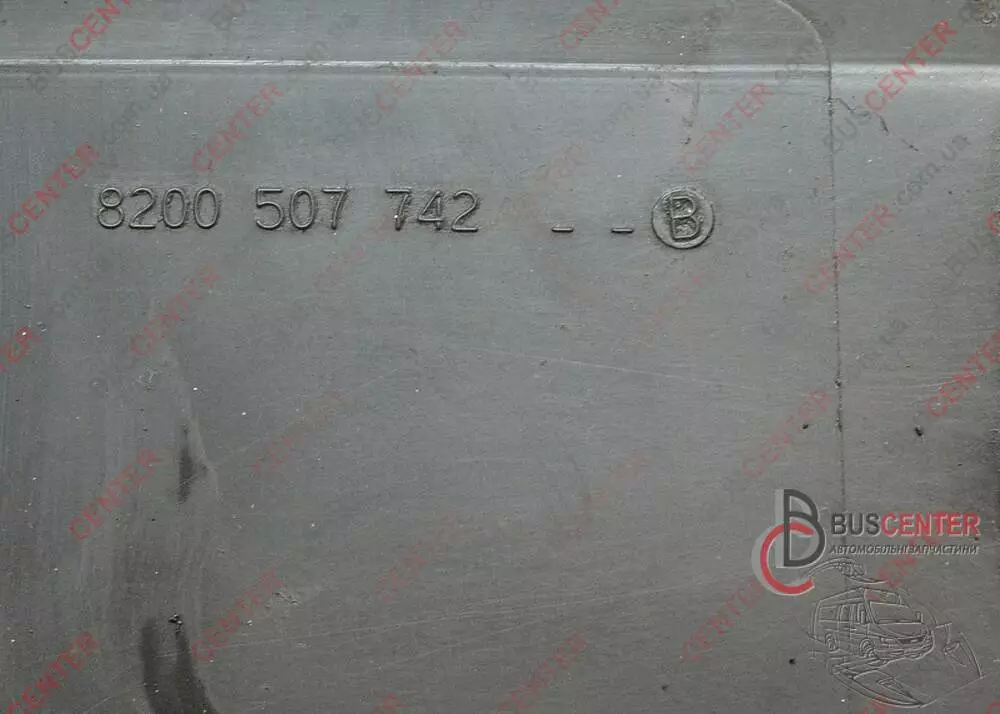 8200 507 742 - - B
BUSCENTER
АВТОМОБІЛЬНІ ЗАПЧАСТИНИ